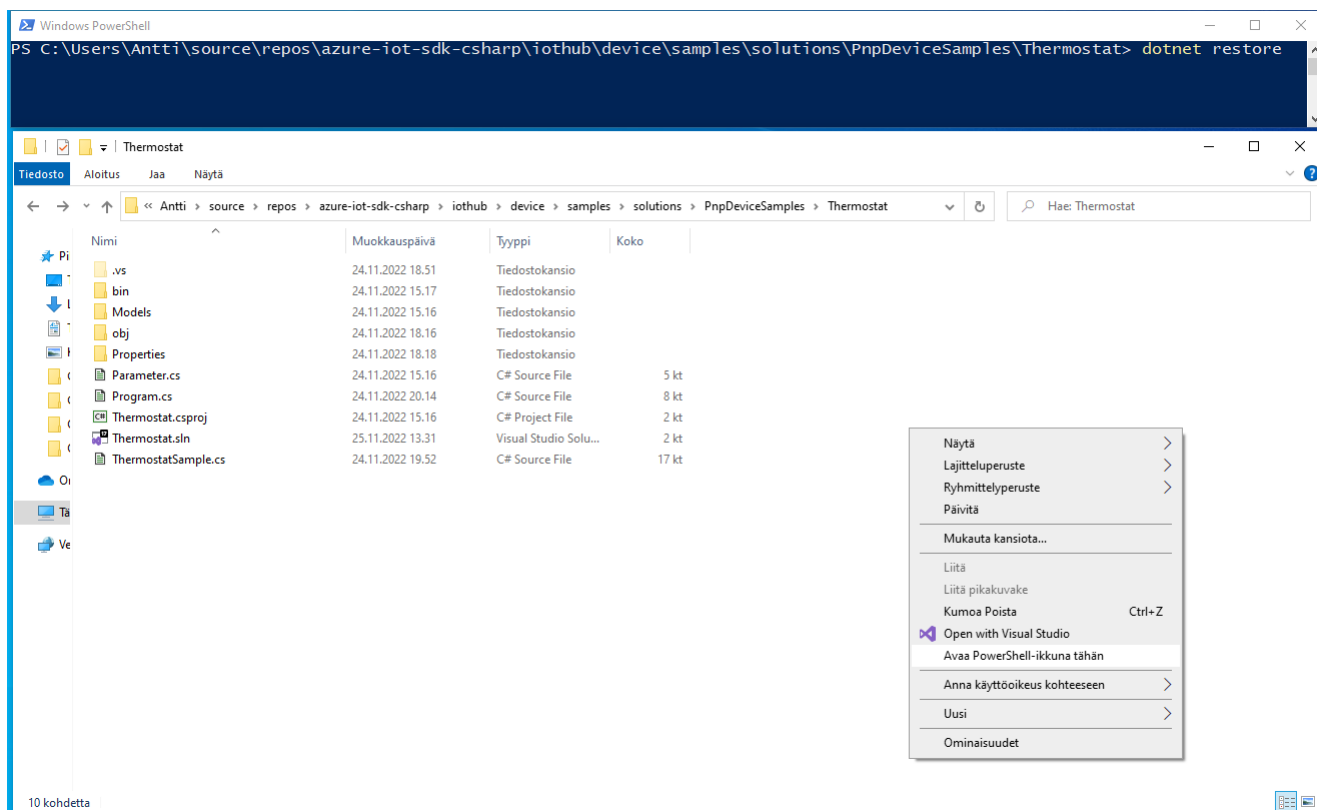 Windows PowerShell
PS C:\Users\Antti\source\repos\azure-iot-sdk-csharp\iothub\device\samples\solutions\PnpDeviceSamples\Thermostat> dotnet restore
Thermostat
Tiedosto Aloitus Jaa Näytä
« Antti › source › repos › azure-iot-sdk-csharp › iothub › device › samples › solutions › PnpDeviceSamples › Thermostat Hae: Thermostat
Nimi Muokkauspäivä Tyyppi Koko
.vs 24.11.2022 18.51 Tiedostokansio
bin 24.11.2022 15.17 Tiedostokansio
Models 24.11.2022 15.16 Tiedostokansio
obj 24.11.2022 18.16 Tiedostokansio
Properties 24.11.2022 18.18 Tiedostokansio
Parameter.cs 24.11.2022 15.16 C# Source File 5 kt
Program.cs 24.11.2022 20.14 C# Source File 8 kt
Thermostat.csproj 24.11.2022 15.16 C# Project File 2 kt
Thermostat.sln 25.11.2022 13.31 Visual Studio Solu... 2 kt
ThermostatSample.cs 24.11.2022 19.52 C# Source File 17 kt
Pi
Tä
Ve
Näytä
Lajitteluperuste
Ryhmittelyperuste
Päivitä
Mukauta kansiota...
Liitä
Liitä pikakuvake
Kumoa Poista Ctrl+Z
Open with Visual Studio
Avaa PowerShell-ikkuna tähän
Anna käyttöoikeus kohteeseen
Uusi
Ominaisuudet
10 kohdetta